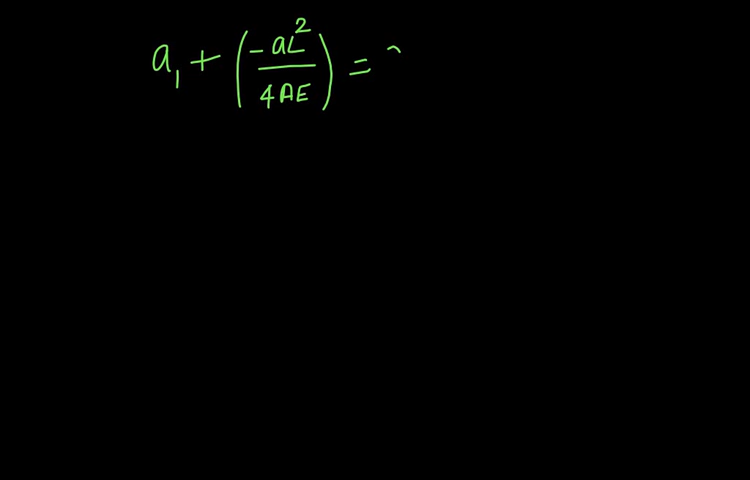 a₁ + (-aL²/4AE) =